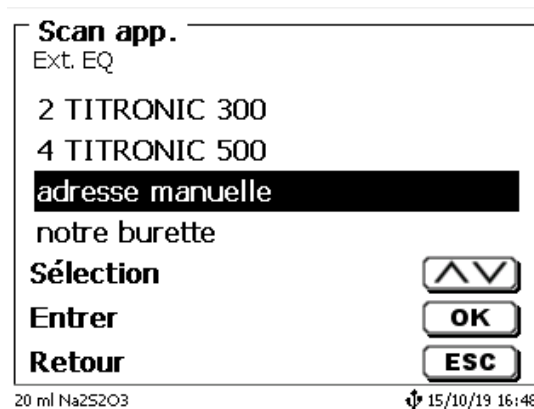 Scan app.
Ext. EQ
2 TITRONIC 300
4 TITRONIC 500
adresse manuelle
notre burette
Sélection
Entrer OK
Retour ESC
20 ml Na2S2O3 15/10/19 16:48